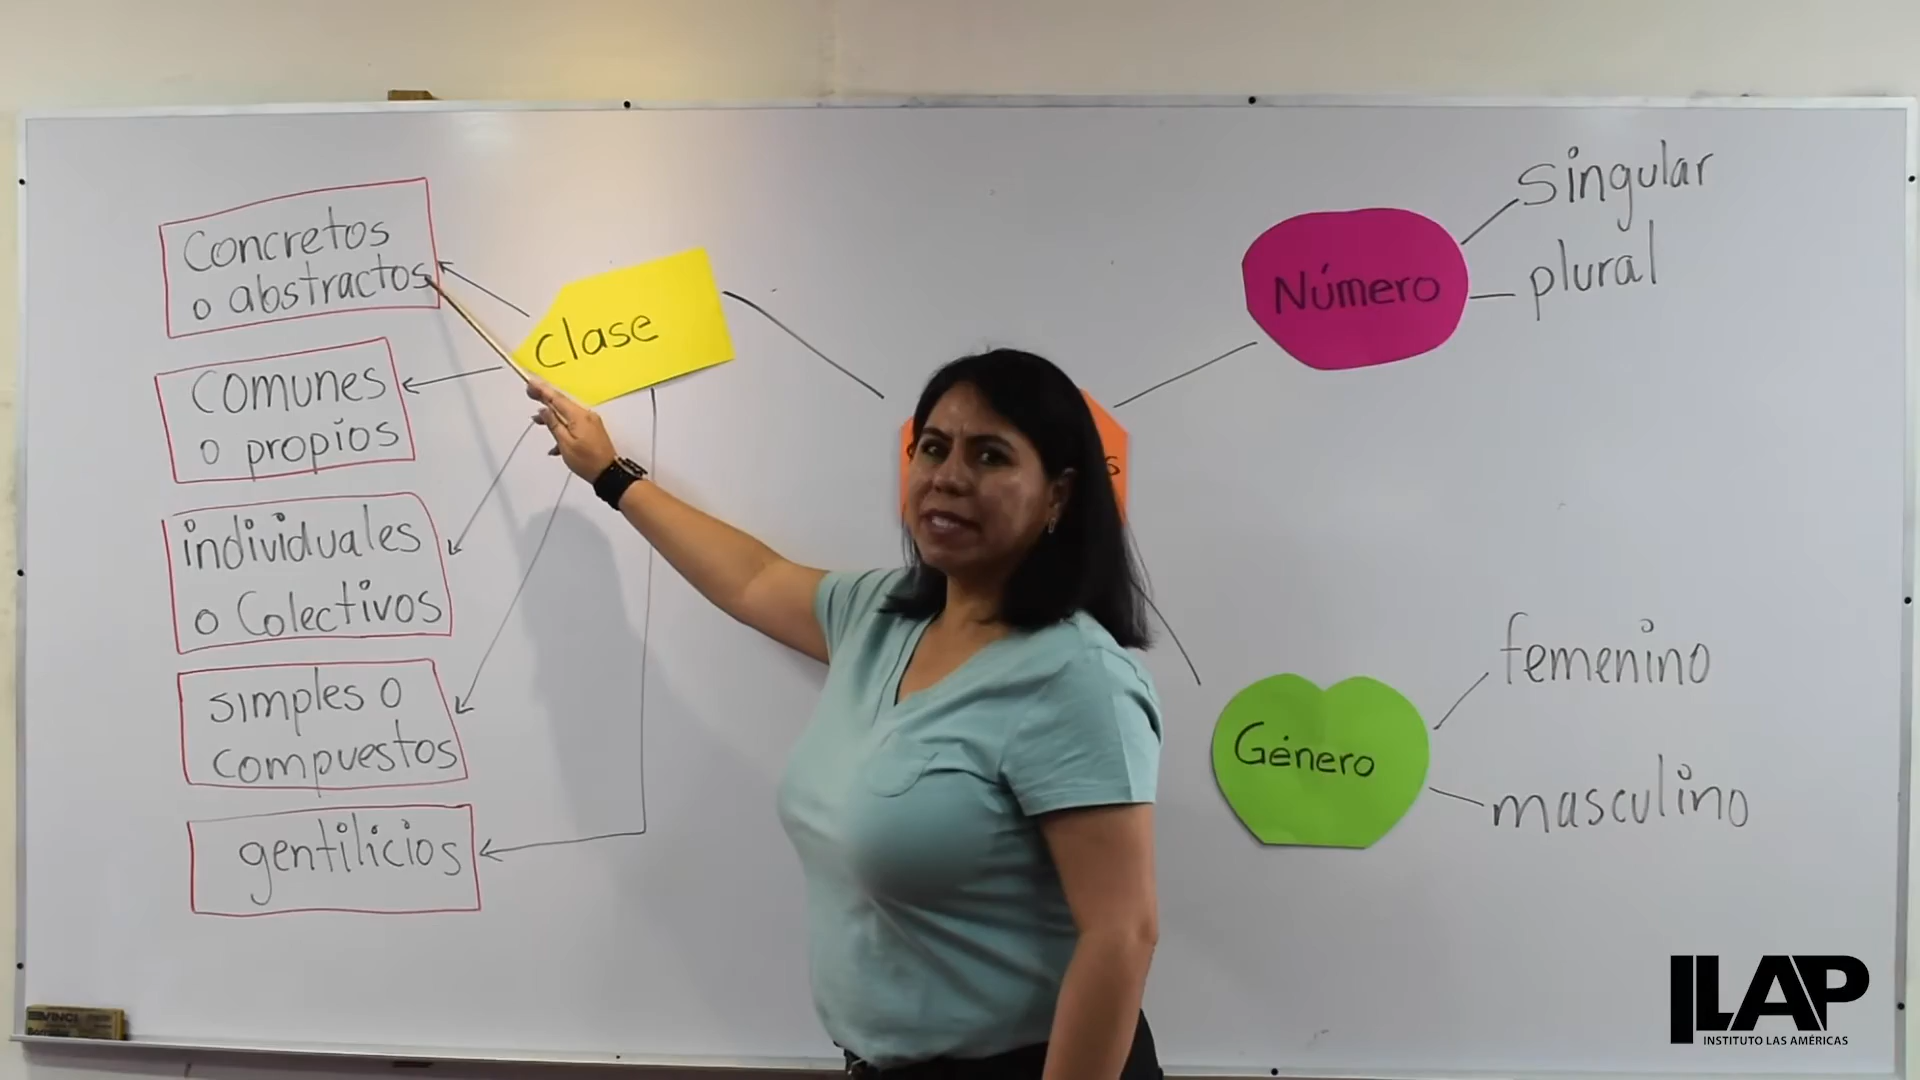 Concretos
o abstractos
comunes
o propios
individuales
o Colectivos
simples o
compuestos
gentilicios
clase
Número
singular
plural
Género
femenino
masculino
ILAP
INSTITUTO LAS AMÉRICAS